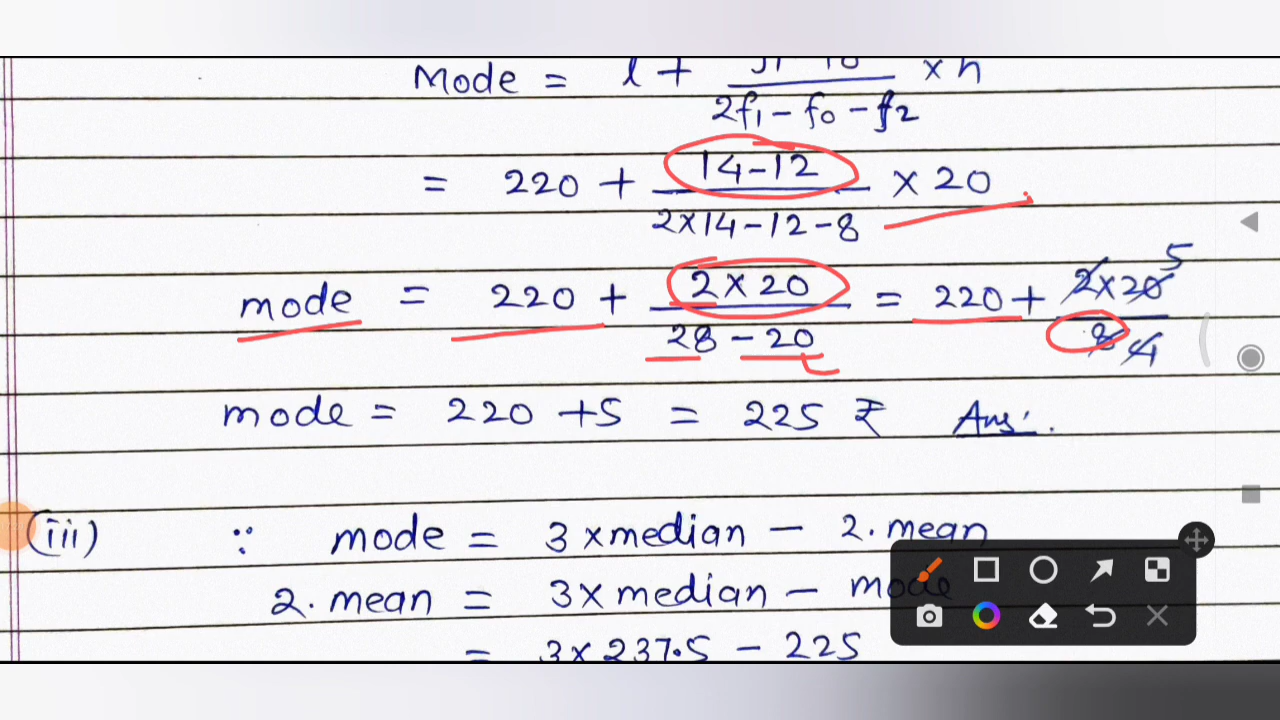 Mode = l + f1 - f0 / 2f1 - f0 - f2 × h
= 220 + 14-12 / 2×14-12-8 × 20
mode = 220 + 2×20 / 28-20 = 220 + 2×20 5 / 8 4
mode = 220 + 5 = 225 ₹ Ans:
(iii) ∵ mode = 3×median - 2.mean
2.mean = 3×median - mode
= 3×237.5 - 225